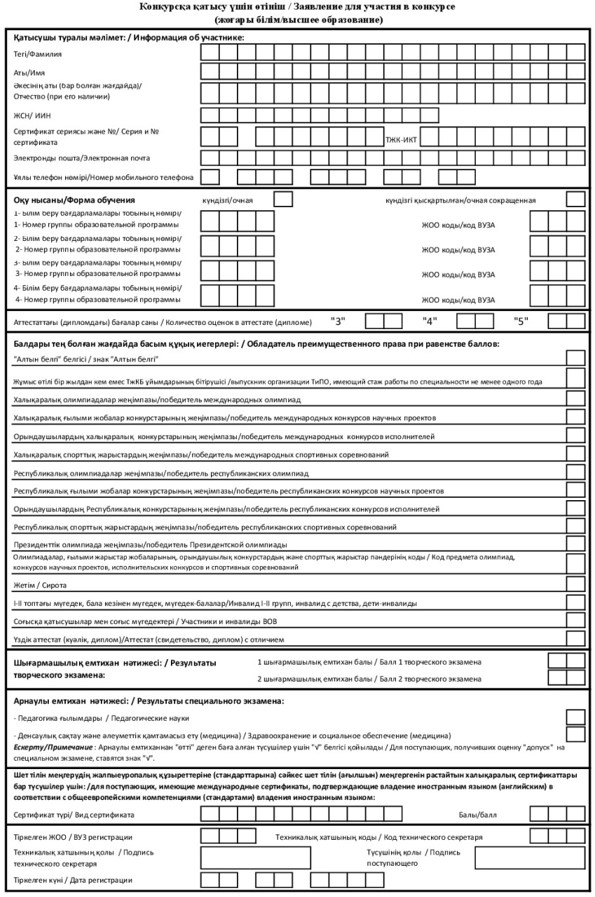 Конкурсқа қатысу үшін өтініш / Заявление для участия в конкурсе
(жоғары білім/высшее образование)
Қатысушы туралы мәлімет: / Информация об участнике:
Тегі/Фамилия
Аты/Имя
Әкесінің аты (бар болған жағдайда)/
Отчество (при его наличии)
ЖСН/ ИИН
Сертификат сериясы және №/ Серия и №
сертификата
ТЖК-ИКТ
Электронды пошта/Электронная почта
Ұялы телефон нөмірі/Номер мобильного телефона
Оқу нысаны/Форма обучения
күндізгі/очная
күндізгі қысқартылған/очная сокращенная
1- Білім беру бағдарламалары тобының нөмірі/
1- Номер группы образовательной программы
ЖОО коды/код ВУЗА
2- Білім беру бағдарламалары тобының нөмірі/
2- Номер группы образовательной программы
ЖОО коды/код ВУЗА
3- Білім беру бағдарламалары тобының нөмірі/
3- Номер группы образовательной программы
ЖОО коды/код ВУЗА
4- Білім беру бағдарламалары тобының нөмірі/
4- Номер группы образовательной программы
ЖОО коды/код ВУЗА
Аттестаттағы (дипломдағы) бағалар саны / Количество оценок в аттестате (дипломе) "3" "4" "5"
Балдары тең болған жағдайда басым құқық иегерлері: / Обладатель преимущественного права при равенстве баллов:
"Алтын белгі" белгісі / знак "Алтын белгі"
Жұмыс өтілі бір жылдан кем емес ТжКБ ұйымдарының бітірушісі /выпускник организации ТиПО, имеющий стаж работы по специальности не менее одного года
Халықаралық олимпиадалар жеңімпазы/победитель международных олимпиад
Халықаралық ғылыми жобалар конкурстарының жеңімпазы/победитель международных конкурсов научных проектов
Орындаушылардың халықаралық конкурстарының жеңімпазы/победитель международных конкурсов исполнителей
Халықаралық спорттық жарыстардың жеңімпазы/победитель международных спортивных соревнований
Республикалық олимпиадалар жеңімпазы/победитель республиканских олимпиад
Республикалық ғылыми жобалар конкурстарының жеңімпазы/победитель республиканских конкурсов научных проектов
Орындаушылардың Республикалық конкурстарының жеңімпазы/победитель республиканских конкурсов исполнителей
Республикалық спорттық жарыстардың жеңімпазы/победитель республиканских спортивных соревнований
Президенттік олимпиада жеңімпазы/победитель Президентской олимпиады
Олимпиадалар, ғылыми жарыстар жобаларының, орындаушылық конкурстардың және спорттық жарыстар пәндерінің коды / Код предмета олимпиад,
конкурсов научных проектов, исполнительских конкурсов и спортивных соревнований
Жетім / Сирота
I-II топтағы мүгедек, бала кезінен мүгедек, мүгедек-балалар/Инвалид I-II групп, инвалид с детства, дети-инвалиды
Соғысқа қатысушылар мен соғыс мүгедектері / Участники и инвалиды ВОВ
Үздік аттестат (куәлік, диплом)/Аттестат (свидетельство, диплом) с отличием
Шығармашылық емтихан нәтижесі: / Результаты
творческого экзамена:
1 шығармашылық емтихан балы / Балл 1 творческого экзамена
2 шығармашылық емтихан балы / Балл 2 творческого экзамена
Арнаулы емтихан нәтижесі: / Результаты специального экзамена:
- Педагогика ғылымдары / Педагогические науки
- Денсаулық сақтау және әлеуметтік қамтамасыз ету (медицина) / Здравоохранение и социальное обеспечение (медицина)
Ескерту/Примечание : Арнаулы емтиханнан "өтті" деген баға алған түсушілер үшін "√" белгісі қойылады / Для поступающих, получивших оценку "допуск" на
специальном экзамене, ставятся знак "√".
Шет тілін меңгерудің жалпыеуропалық құзыреттеріне (стандарттарына) сәйкес шет тілін (ағылшын) меңгергенін растайтын халықаралық сертификаттары
бар түсушілер үшін: /для поступающих, имеющие международные сертификаты, подтверждающие владение иностранным языком (английским) в
соответствии с общеевропейскими компетенциями (стандартами) владения иностранным языком:
Сертификат түрі/ Вид сертификата
Балы/балл
Тіркелген ЖОО / ВУЗ регистрации
Техникалық хатшының коды / Код технического секретаря
Техникалық хатшының қолы / Подпись
технического секретаря
Түсушінің қолы / Подпись
поступающего
Тіркелген күні / Дата регистрации